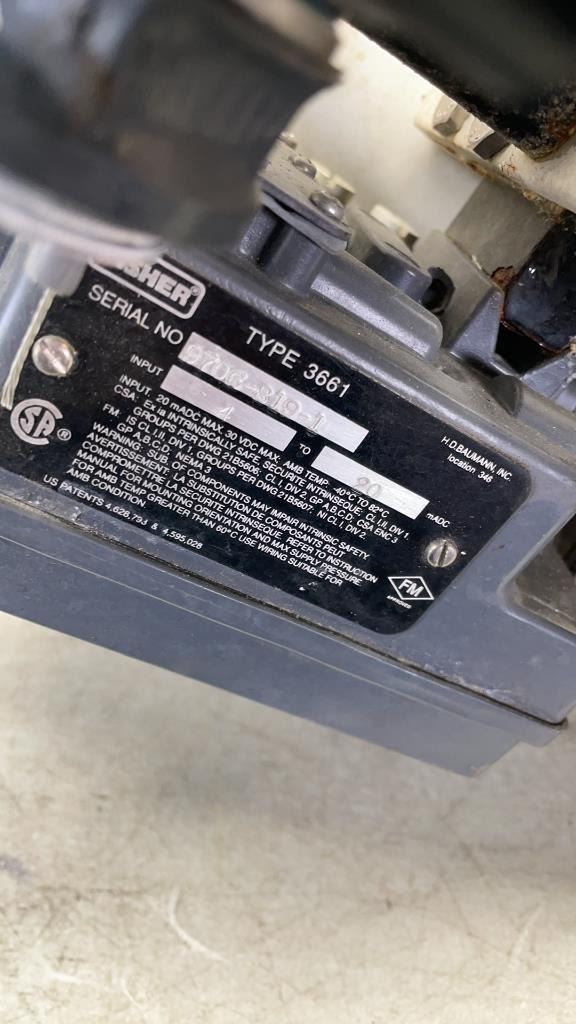 FISHER
TYPE 3661
SERIAL NO
INPUT 4 TO 20 mADC
H.D.BAUMANN, INC.
location 346
INPUT, 20 mADC MAX. 30 VDC MAX. AMB TEMP. -40°C TO 82°C
CSA: Ex ia INTRINSICALLY SAFE, SECURITE INTRINSEQUE. CL I,II, DIV 1,
GROUPS PER DWG 21B5606. CL I, DIV 2, GP A,B,C,D, CSA ENC 3
FM: IS CL I,II, DIV 1, GROUPS PER DWG 21B5607. NI CL I, DIV 2,
GP A,B,C,D, NEMA 3
WARNING: SUB. OF COMPONENTS MAY IMPAIR INTRINSIC SAFETY.
AVERTISSEMENT: LA SUBSTITUTION DE COMPOSANTS PEUT
COMPROMETTRE LA SECURITE INTRINSEQUE. REFER TO INSTRUCTION
MANUAL FOR MOUNTING ORIENTATION AND MAX SUPPLY PRESSURE.
FOR AMB TEMP GREATER THAN 60°C USE WIRING SUITABLE FOR
AMB CONDITION.
US PATENTS 4,628,793 & 4,595,028
FM
APPROVED